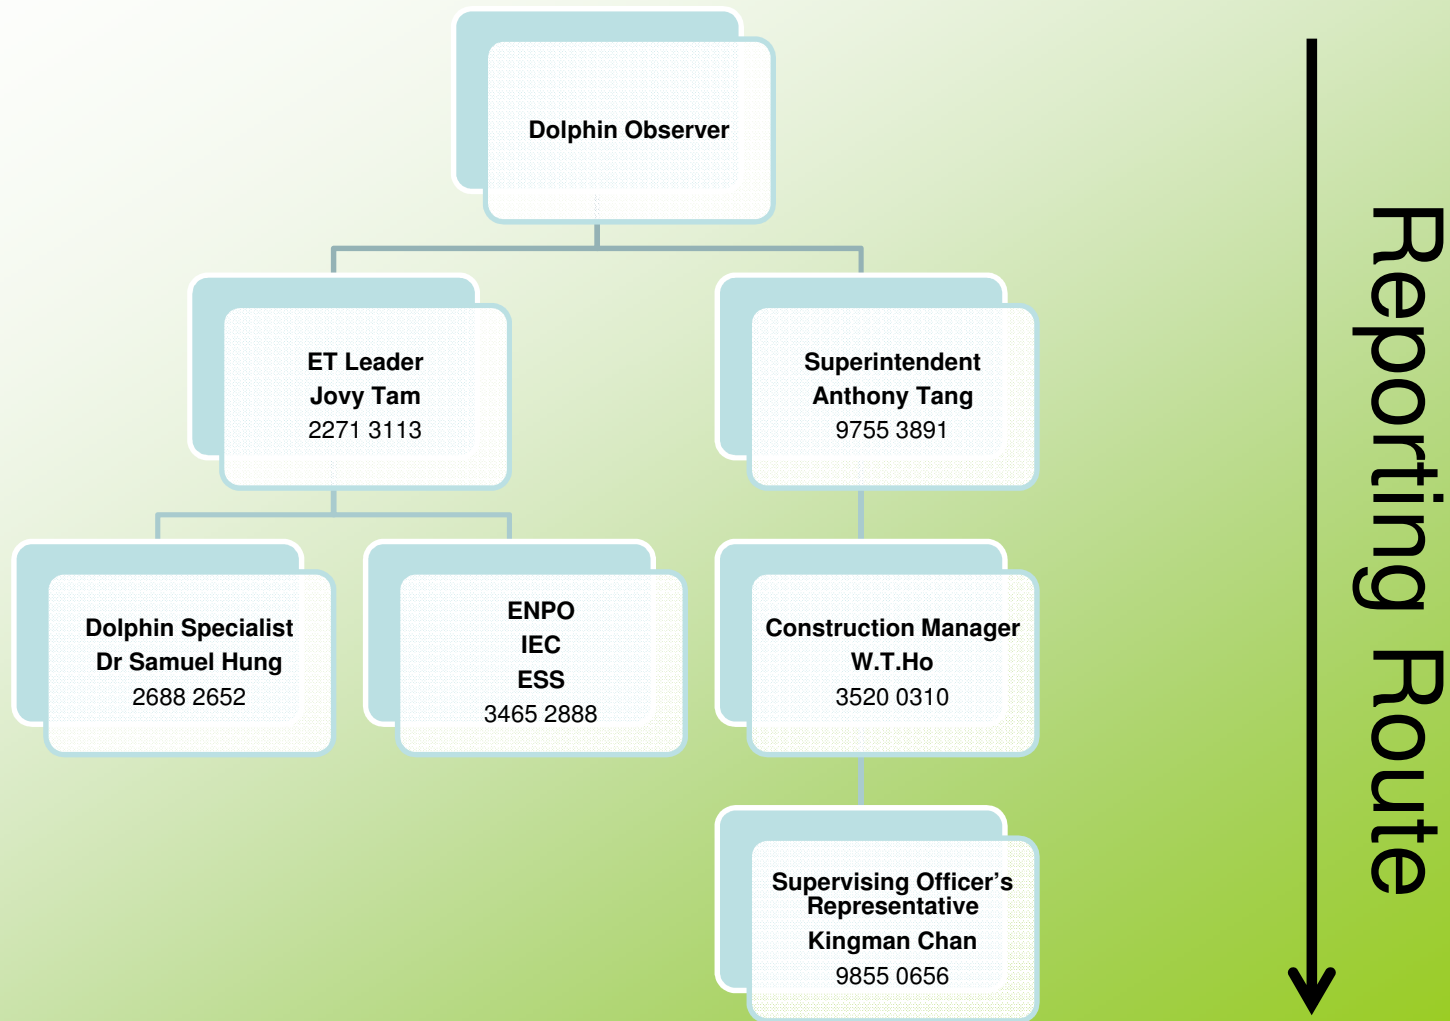 Dolphin Observer
ET Leader
Jovy Tam
2271 3113
Superintendent
Anthony Tang
9755 3891
Dolphin Specialist
Dr Samuel Hung
2688 2652
ENPO
IEC
ESS
3465 2888
Construction Manager
W.T.Ho
3520 0310
Supervising Officer’s
Representative
Kingman Chan
9855 0656
Reporting Route